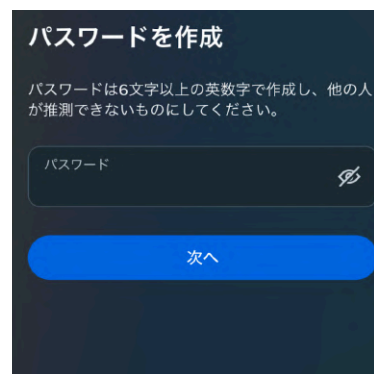 パスワードを作成
パスワードは6文字以上の英数字で作成し、他の人
が推測できないものにしてください。
パスワード
次へ